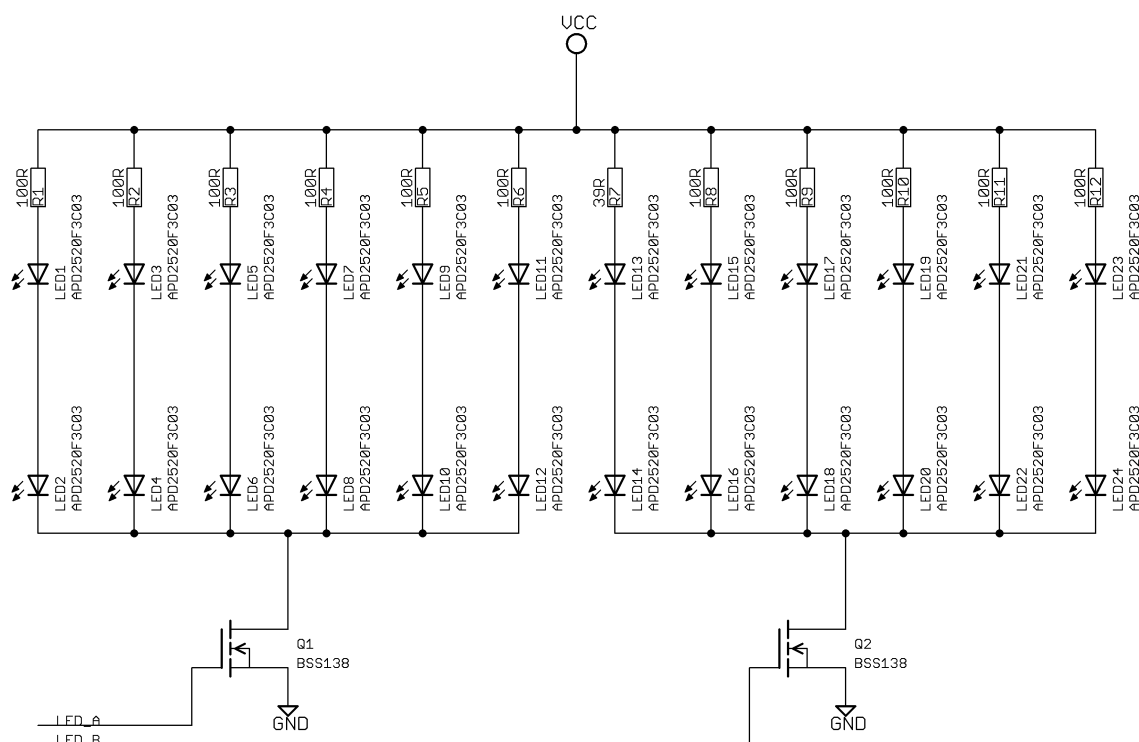 VCC
100R R1
100R R2
100R R3
100R R4
100R R5
100R R6
39R R7
100R R8
100R R9
100R R10
100R R11
100R R12
LED1 APD2520F3C03
LED3 APD2520F3C03
LED5 APD2520F3C03
LED7 APD2520F3C03
LED9 APD2520F3C03
LED11 APD2520F3C03
LED13 APD2520F3C03
LED15 APD2520F3C03
LED17 APD2520F3C03
LED19 APD2520F3C03
LED21 APD2520F3C03
LED23 APD2520F3C03
LED2 APD2520F3C03
LED4 APD2520F3C03
LED6 APD2520F3C03
LED8 APD2520F3C03
LED10 APD2520F3C03
LED12 APD2520F3C03
LED14 APD2520F3C03
LED16 APD2520F3C03
LED18 APD2520F3C03
LED20 APD2520F3C03
LED22 APD2520F3C03
LED24 APD2520F3C03
Q1
BSS138
Q2
BSS138
GND
GND
LED_A
LED_B